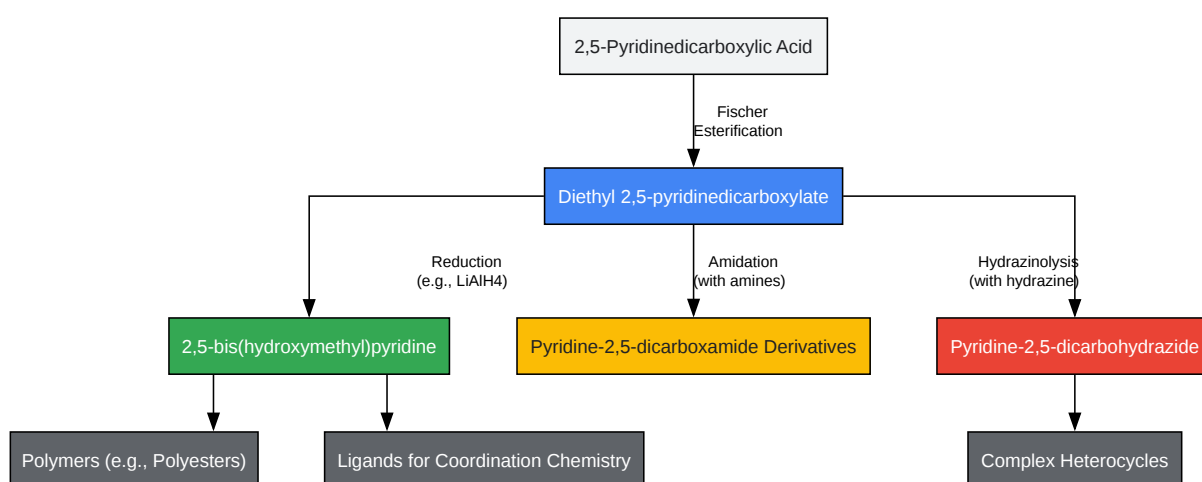 2,5-Pyridinedicarboxylic Acid
Fischer
Esterification
Diethyl 2,5-pyridinedicarboxylate
Reduction
(e.g., LiAlH4)
Amidation
(with amines)
Hydrazinolysis
(with hydrazine)
2,5-bis(hydroxymethyl)pyridine
Pyridine-2,5-dicarboxamide Derivatives
Pyridine-2,5-dicarbohydrazide
Polymers (e.g., Polyesters)
Ligands for Coordination Chemistry
Complex Heterocycles